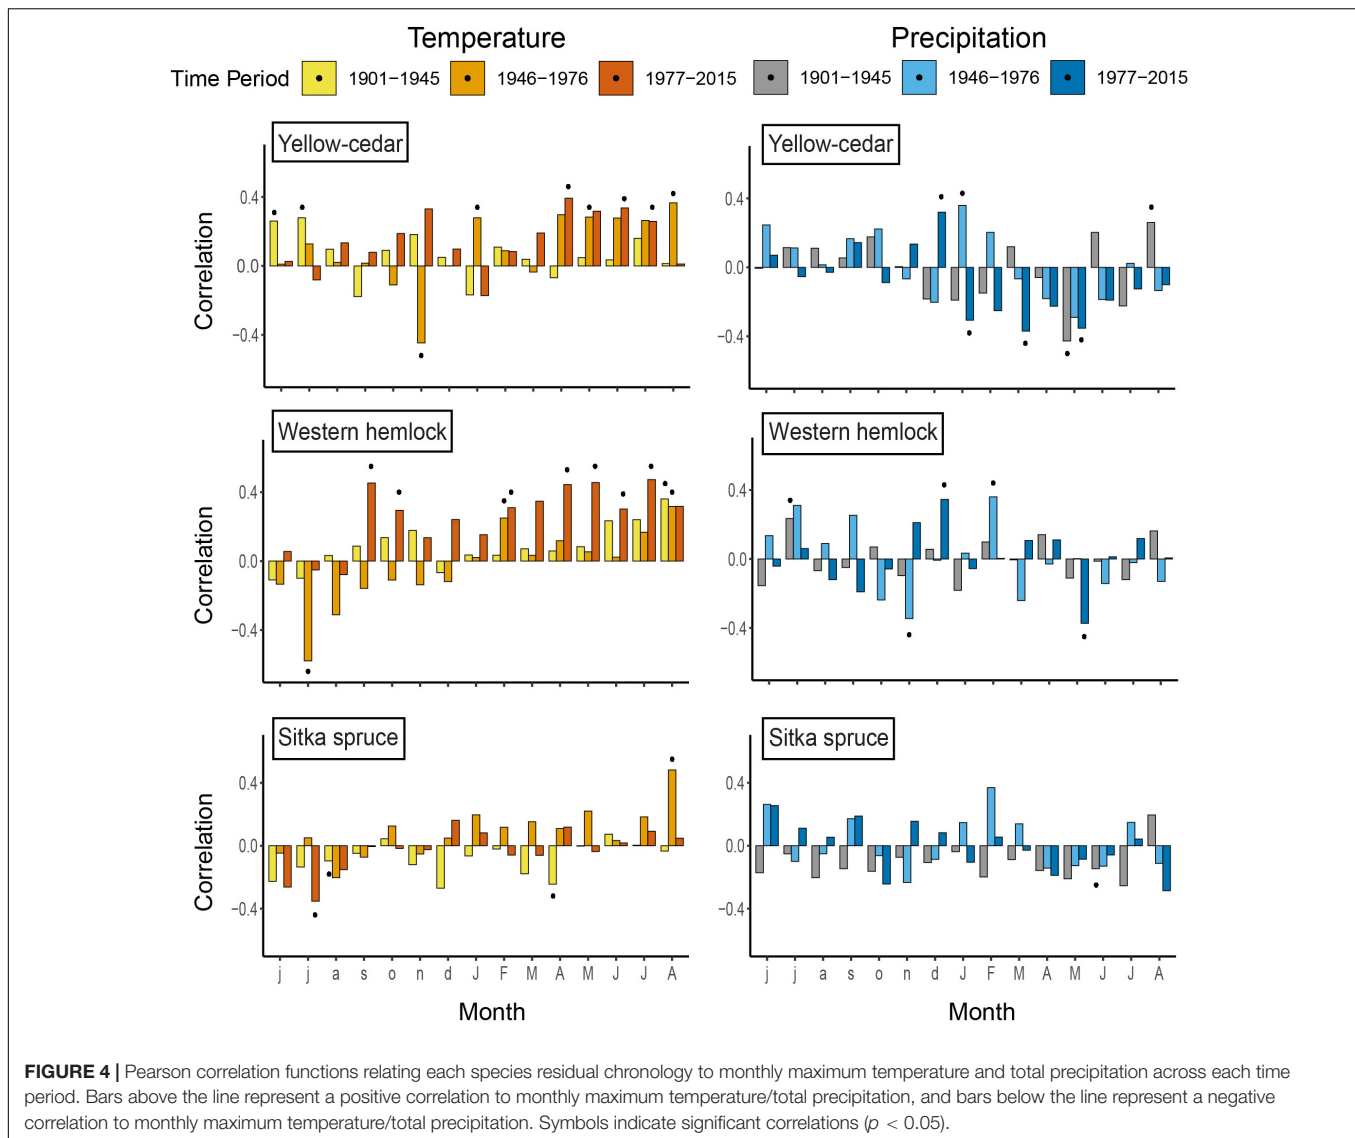 Temperature Precipitation
Time Period 1901−1945 1946−1976 1977−2015 1901−1945 1946−1976 1977−2015
Yellow-cedar Yellow-cedar
0.4 0.4
Correlation Correlation
0.0 0.0
−0.4 −0.4
Western hemlock Western hemlock
0.4 0.4
Correlation Correlation
0.0 0.0
−0.4 −0.4
Sitka spruce Sitka spruce
0.4 0.4
Correlation Correlation
0.0 0.0
−0.4 −0.4
j j a s o n d J F M A M J J A j j a s o n d J F M A M J J A
Month Month
FIGURE 4 | Pearson correlation functions relating each species residual chronology to monthly maximum temperature and total precipitation across each time
period. Bars above the line represent a positive correlation to monthly maximum temperature/total precipitation, and bars below the line represent a negative
correlation to monthly maximum temperature/total precipitation. Symbols indicate significant correlations (p < 0.05).